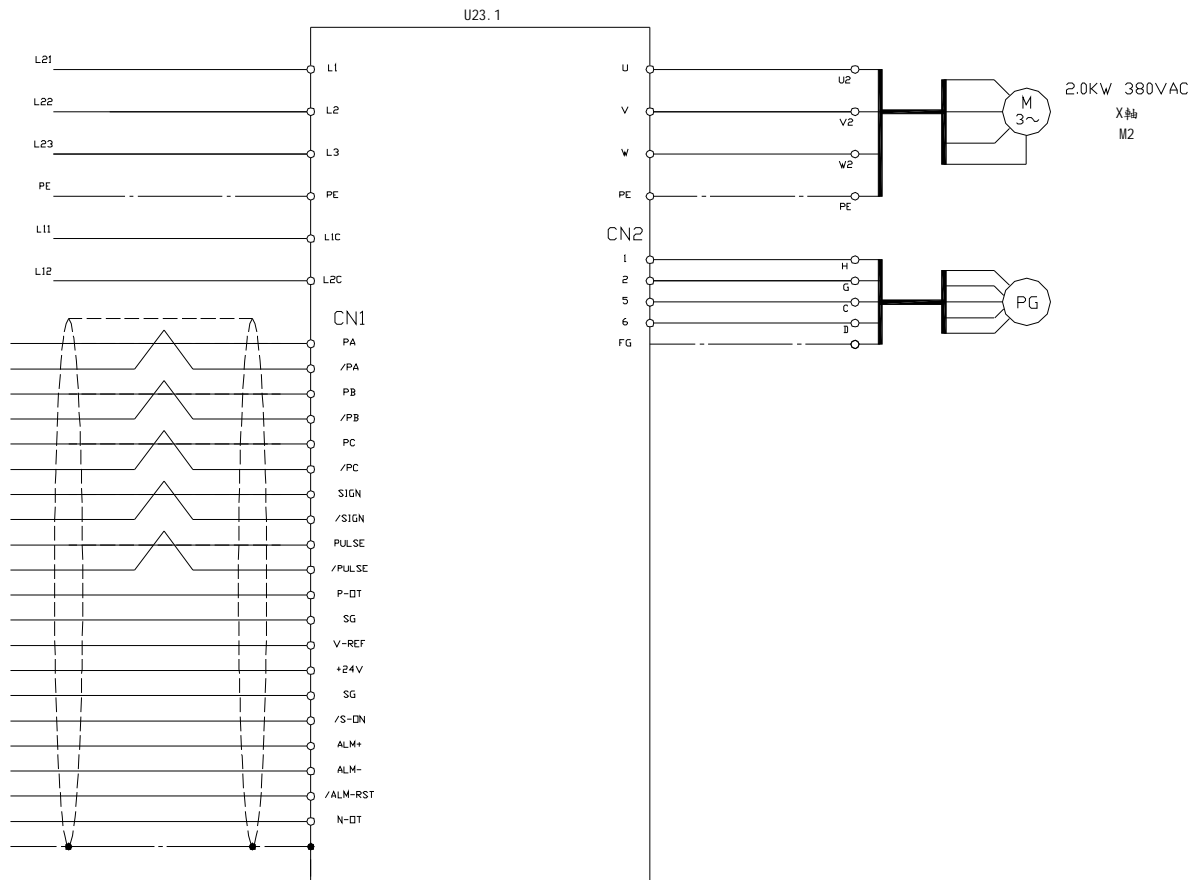 U23.1
L21
L1
L22
L2
L23
L3
PE
PE
L11
L1C
L12
L2C
CN1
PA
/PA
PB
/PB
PC
/PC
SIGN
/SIGN
PULSE
/PULSE
P-OT
SG
V-REF
+24V
SG
/S-ON
ALM+
ALM-
/ALM-RST
N-OT
U
U2
V
V2
W
W2
PE
PE
CN2
1
H
2
G
5
C
6
D
FG
M
3~
2.0KW 380VAC
X軸
M2
PG